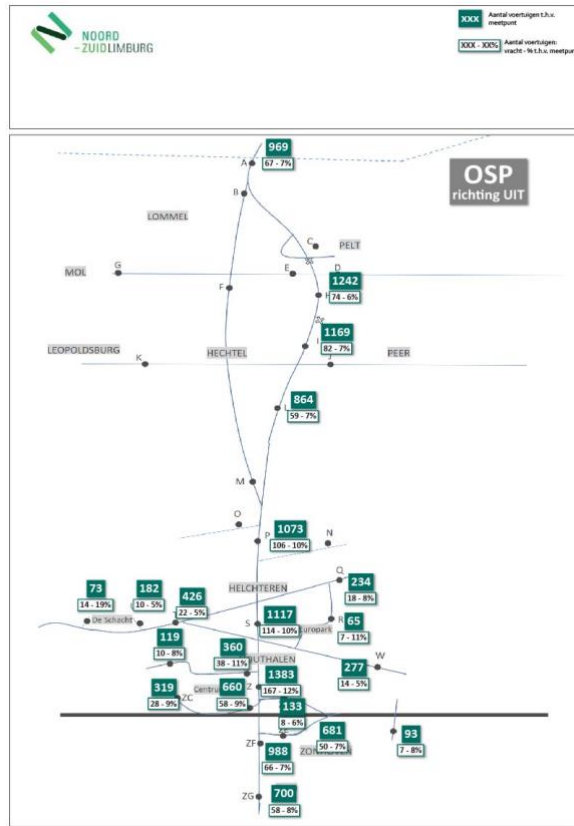 NOORD
-ZUIDLIMBURG
XXX
Aantal voertuigen t.h.v.
meetpunt
XXX - XX%
Aantal voertuigen:
vracht - % t.h.v. meetpunt
OSP
richting UIT
969
67 - 7%
A
B
LOMMEL
C
PELT
MOL
G
E
D
F
H
1242
74 - 6%
1169
82 - 7%
I
LEOPOLDSBURG
HECHTEL
PEER
K
J
864
59 - 7%
L
M
O
N
P
1073
106 - 10%
HELCHTEREN
Q
234
18 - 8%
73
14 - 19%
182
10 - 5%
426
22 - 5%
De Schacht
S
1117
114 - 10%
Europark
R
65
7 - 11%
119
10 - 8%
360
38 - 11%
HOUTHALEN
W
277
14 - 5%
1383
167 - 12%
Z
319
28 - 9%
ZC
Centrum
660
58 - 9%
133
8 - 6%
ZE
681
50 - 7%
93
7 - 8%
ZF
988
66 - 7%
ZONHOVEN
ZG
700
58 - 8%